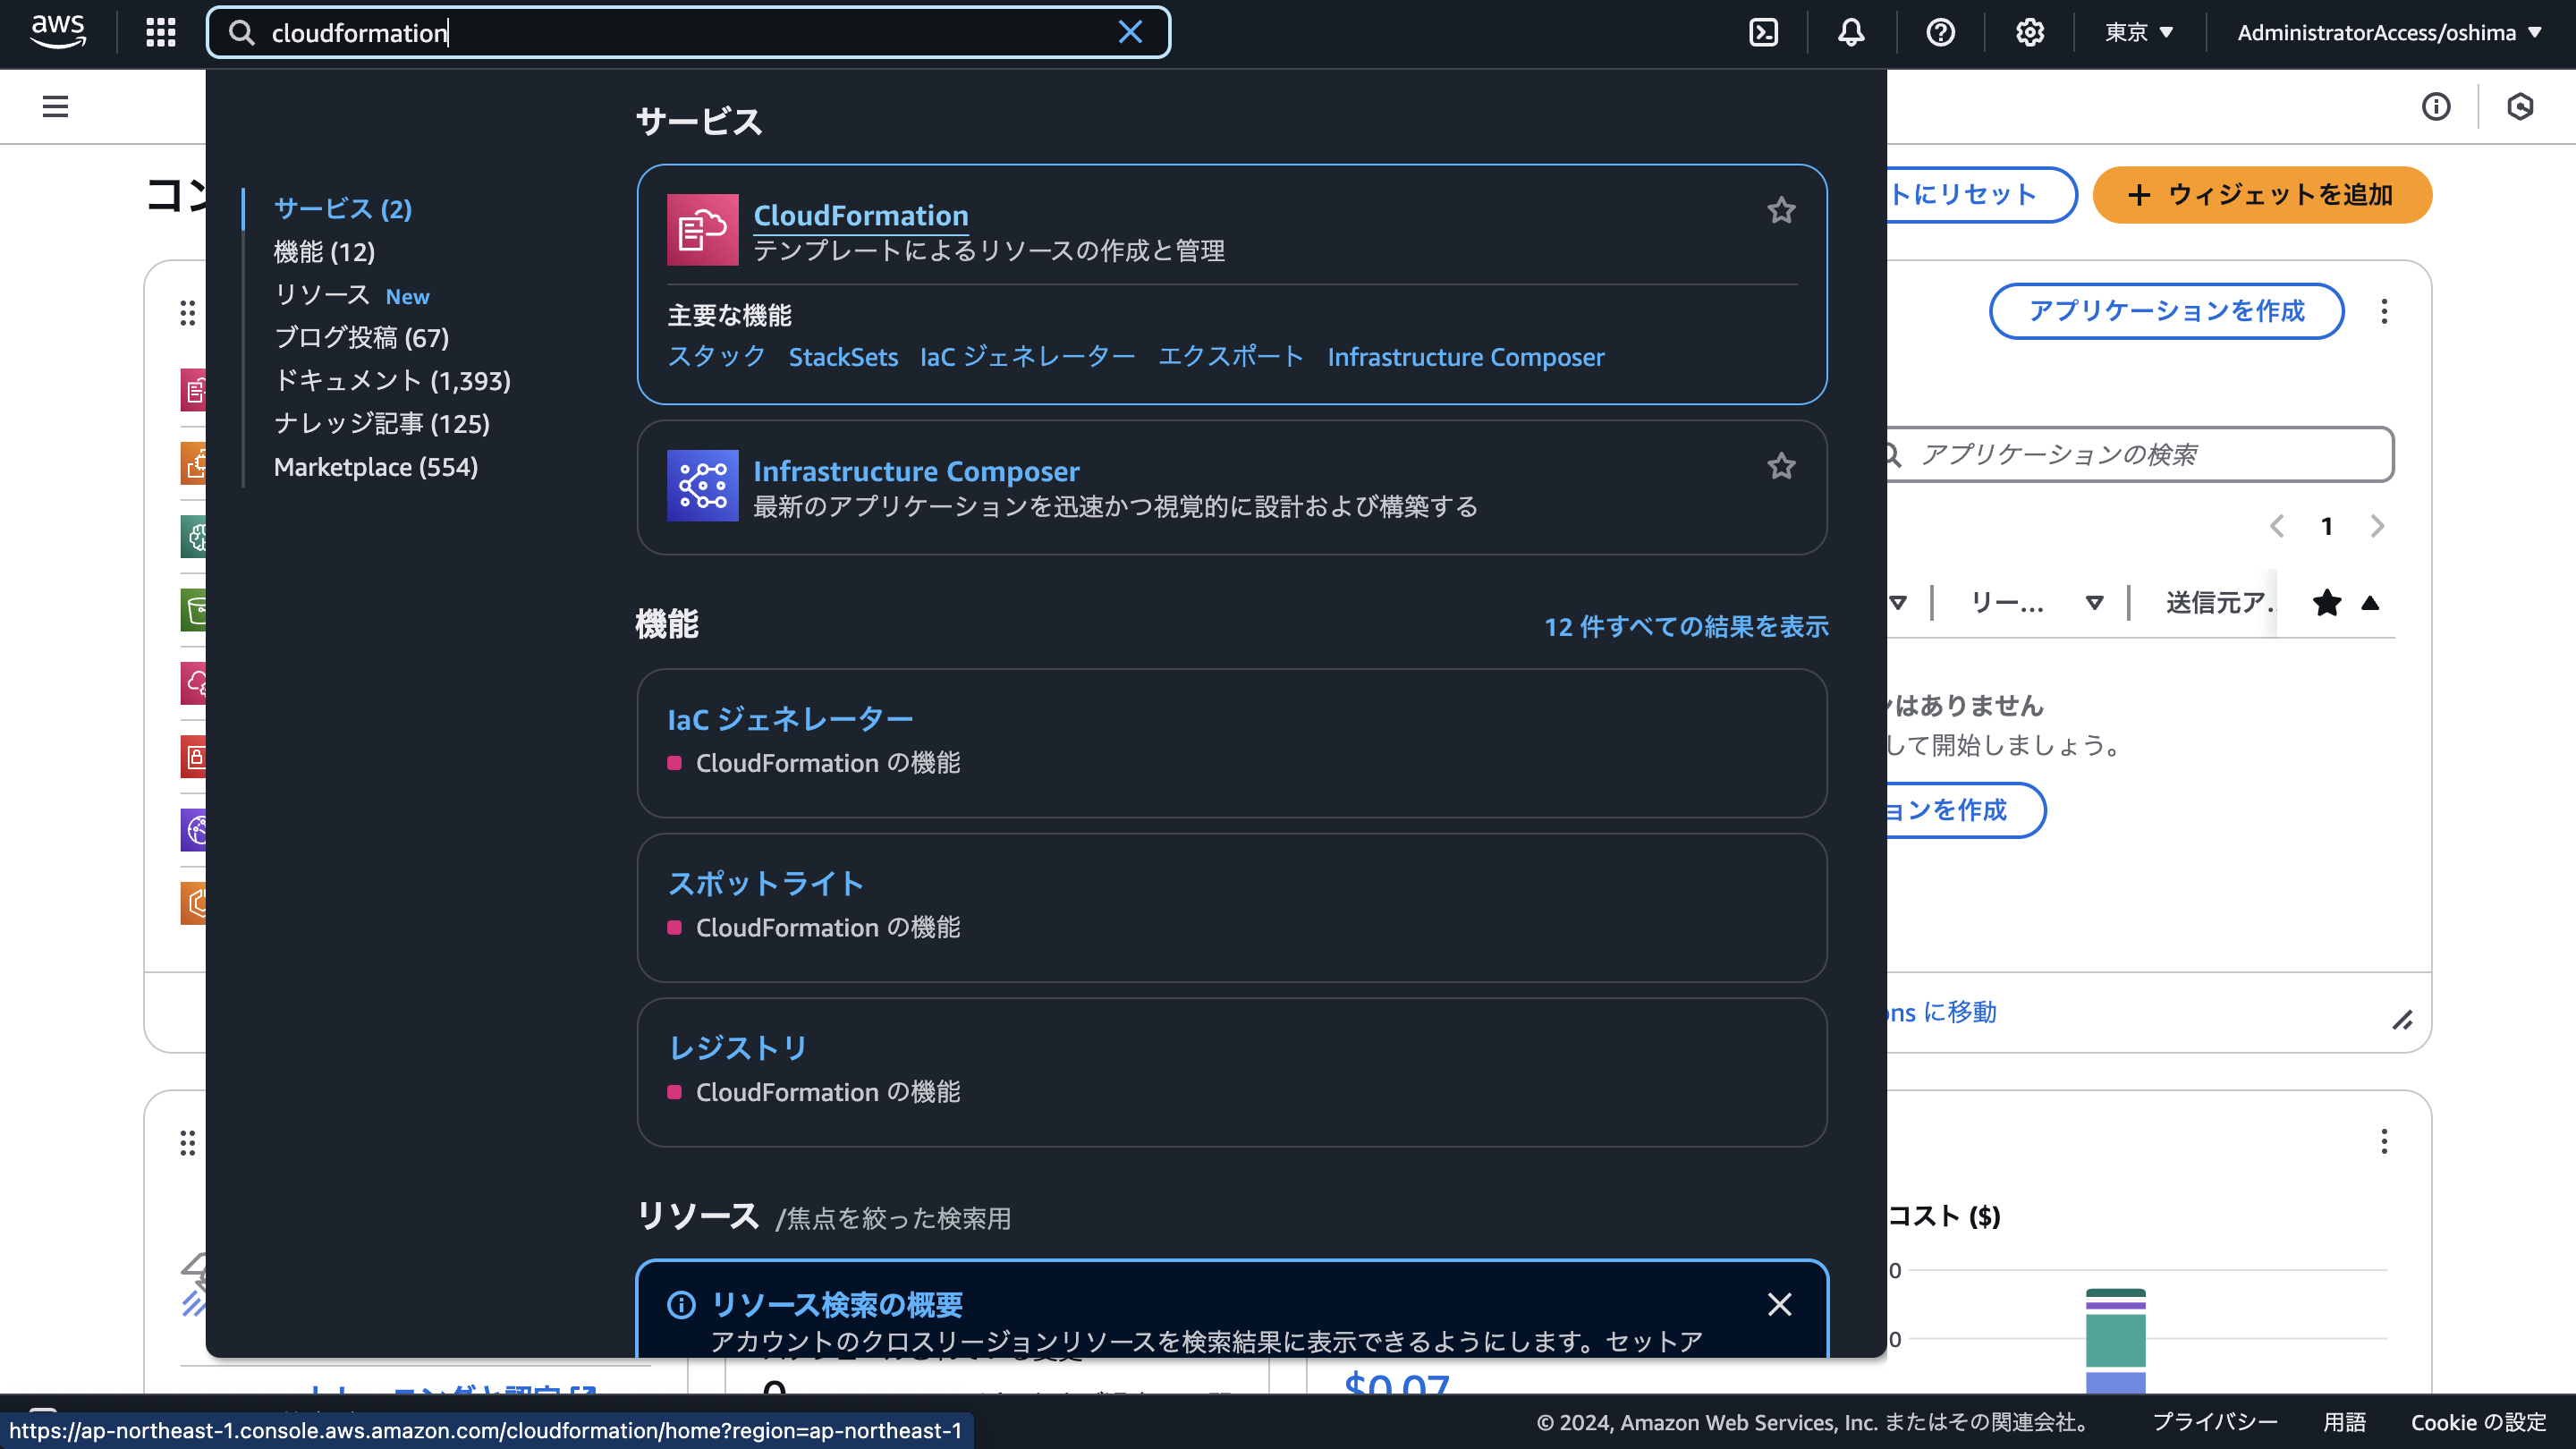 aws
cloudformation
東京 ▼
AdministratorAccess/oshima ▼
コン
トにリセット
+ ウィジェットを追加
サービス (2)
機能 (12)
リソース New
ブログ投稿 (67)
ドキュメント (1,393)
ナレッジ記事 (125)
Marketplace (554)
サービス
CloudFormation
テンプレートによるリソースの作成と管理
主要な機能
スタック StackSets IaC ジェネレーター エクスポート Infrastructure Composer
Infrastructure Composer
最新のアプリケーションを迅速かつ視覚的に設計および構築する
機能
12 件すべての結果を表示
IaC ジェネレーター
CloudFormation の機能
スポットライト
CloudFormation の機能
レジストリ
CloudFormation の機能
リソース /焦点を絞った検索用
リソース検索の概要
アカウントのクロスリージョンリソースを検索結果に表示できるようにします。セットア
アプリケーションを作成
アプリケーションの検索
1
リー...
送信元ア..
ンはありません
して開始しましょう。
ョンを作成
ons に移動
コスト ($)
0
0
$0.07
https://ap-northeast-1.console.aws.amazon.com/cloudformation/home?region=ap-northeast-1
© 2024, Amazon Web Services, Inc. またはその関連会社。
プライバシー
用語
Cookie の設定